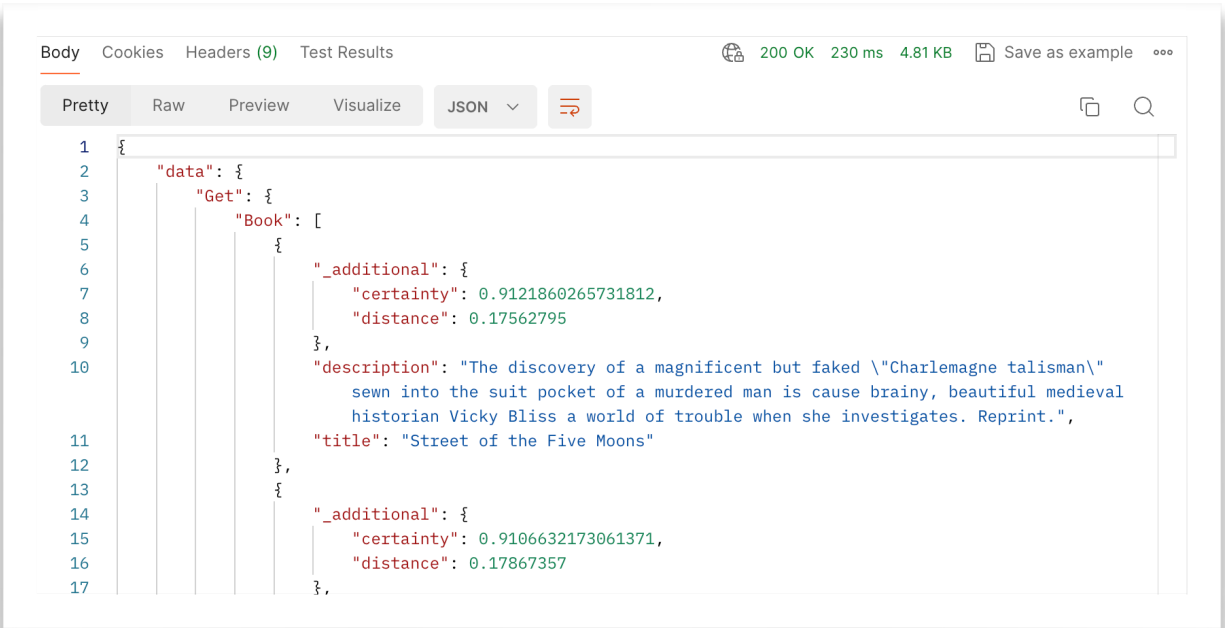 Body Cookies Headers (9) Test Results 200 OK 230 ms 4.81 KB Save as example
Pretty Raw Preview Visualize JSON
1 {
2 "data": {
3 "Get": {
4 "Book": [
5 {
6 "_additional": {
7 "certainty": 0.9121860265731812,
8 "distance": 0.17562795
9 },
10 "description": "The discovery of a magnificent but faked \"Charlemagne talisman\"
sewn into the suit pocket of a murdered man is cause brainy, beautiful medieval
historian Vicky Bliss a world of trouble when she investigates. Reprint.",
11 "title": "Street of the Five Moons"
12 },
13 {
14 "_additional": {
15 "certainty": 0.9106632173061371,
16 "distance": 0.17867357
17 },